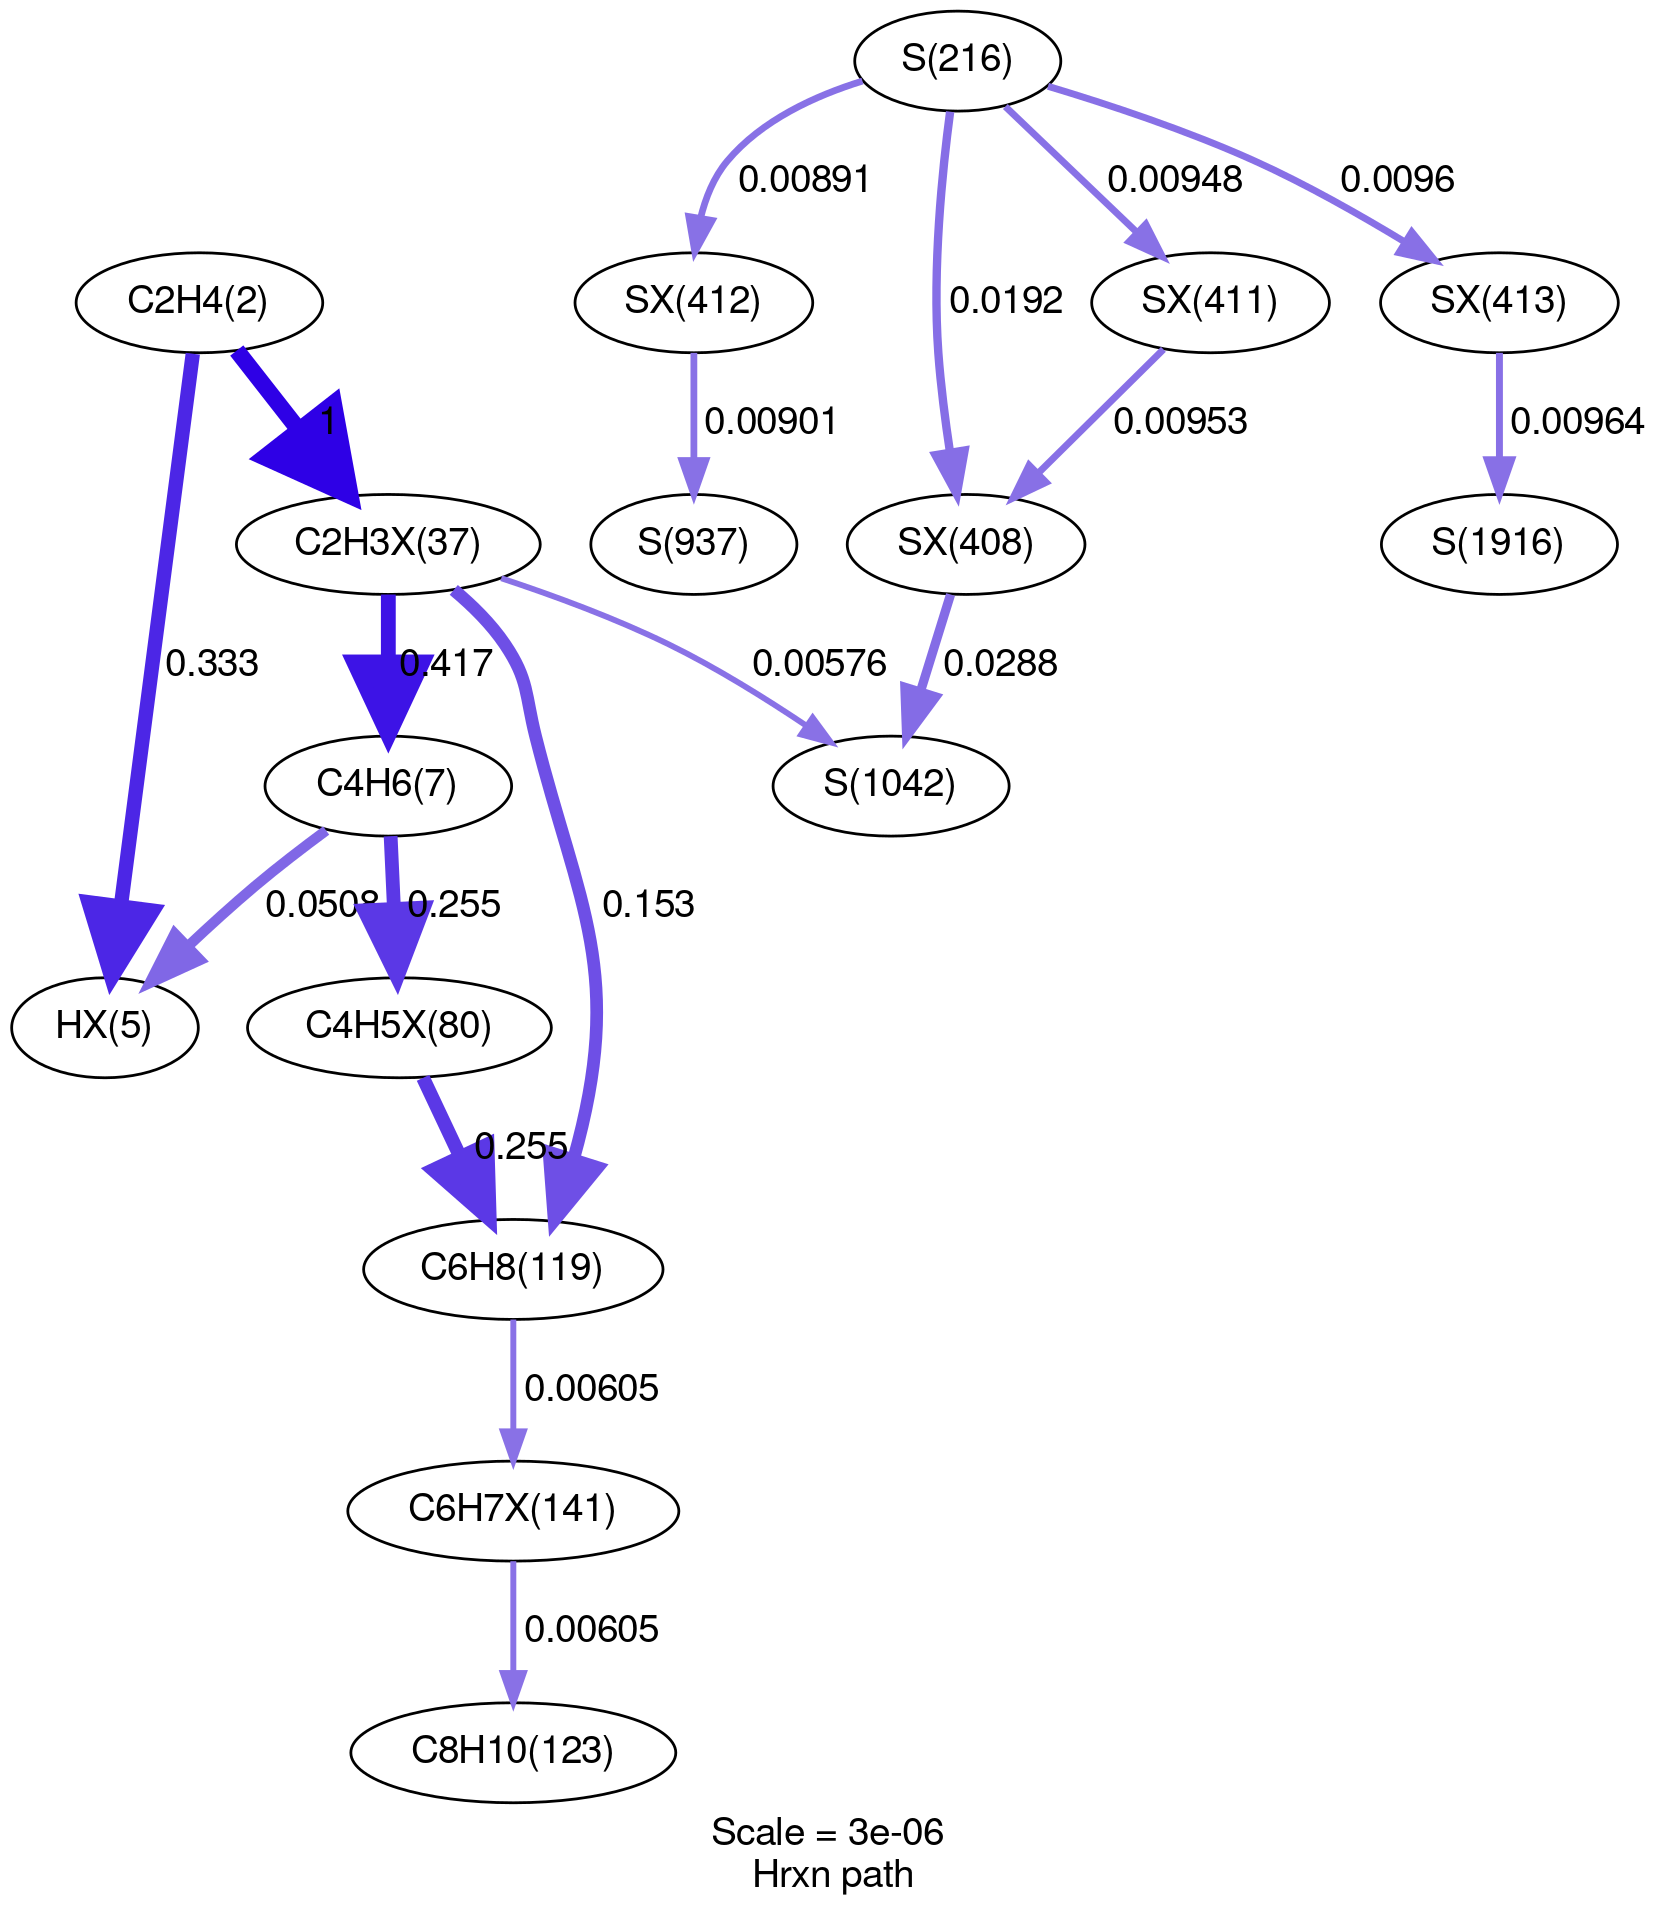 S(216)
0.00891
0.00948
0.0096
C2H4(2)
SX(412)
0.0192
SX(411)
SX(413)
1
0.00901
0.00953
0.00964
C2H3X(37)
S(937)
SX(408)
S(1916)
0.333
0.417
0.00576
0.0288
C4H6(7)
S(1042)
0.0508
0.255
0.153
HX(5)
C4H5X(80)
0.255
C6H8(119)
0.00605
C6H7X(141)
0.00605
C8H10(123)
Scale = 3e-06
Hrxn path